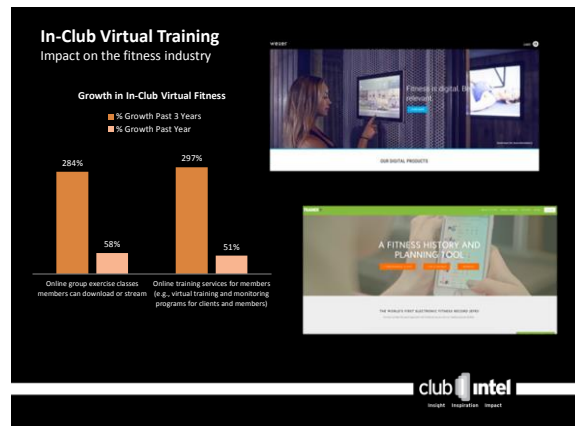 In-Club Virtual Training
Impact on the fitness industry
Growth in In-Club Virtual Fitness
% Growth Past 3 Years
% Growth Past Year
284%
58%
297%
51%
Online group exercise classes
members can download or stream
Online training services for members
(e.g., virtual training and monitoring
programs for clients and members)
wexer
Login
Fitness is digital. Be
relevant.
OUR DIGITAL PRODUCTS
A FITNESS HISTORY AND
PLANNING TOOL
THE WORLD'S FIRST ELECTRONIC FITNESS RECORD (EFR)
club intel
Insight Inspiration Impact